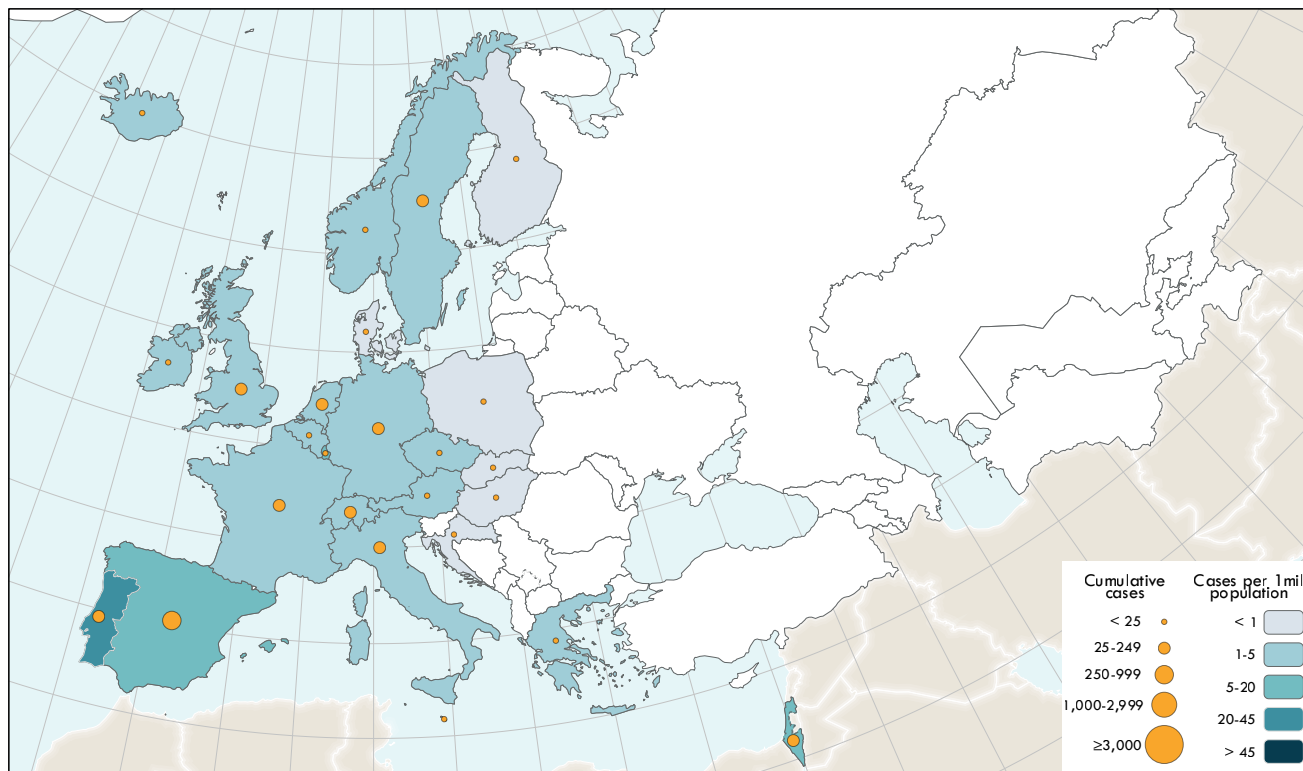 Cumulative
cases
< 25
25-249
250-999
1,000-2,999
≥3,000
Cases per 1mil
population
< 1
1-5
5-20
20-45
> 45